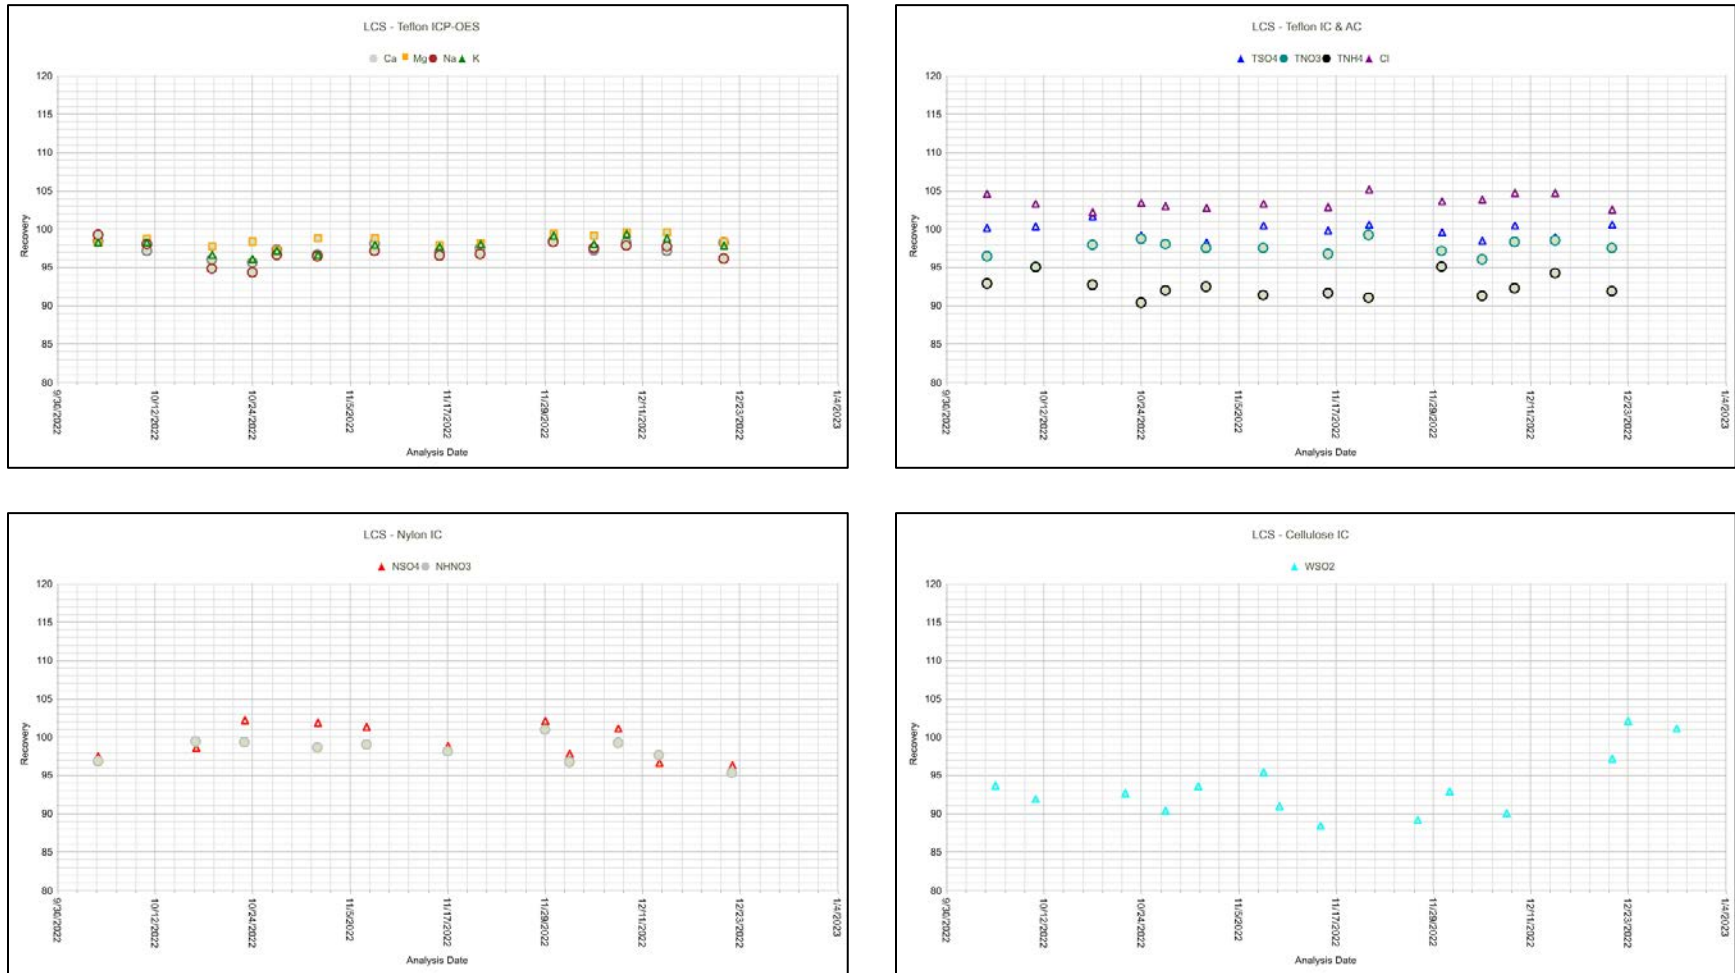 LCS - Teflon ICP-OES
Ca Mg Na K
120
115
110
105
100
95
90
85
80
Recovery
9/30/2022 10/12/2022 10/24/2022 11/5/2022 11/17/2022 11/29/2022 12/11/2022 12/23/2022 1/4/2023
Analysis Date
LCS - Teflon IC & AC
TSO4 TNO3 TNH4 Cl
120
115
110
105
100
95
90
85
80
Recovery
9/30/2022 10/12/2022 10/24/2022 11/5/2022 11/17/2022 11/29/2022 12/11/2022 12/23/2022 1/4/2023
Analysis Date
LCS - Nylon IC
NSO4 NHNO3
120
115
110
105
100
95
90
85
80
Recovery
9/30/2022 10/12/2022 10/24/2022 11/5/2022 11/17/2022 11/29/2022 12/11/2022 12/23/2022 1/4/2023
Analysis Date
LCS - Cellulose IC
WSO2
120
115
110
105
100
95
90
85
80
Recovery
9/30/2022 10/12/2022 10/24/2022 11/5/2022 11/17/2022 11/29/2022 12/11/2022 12/23/2022 1/4/2023
Analysis Date